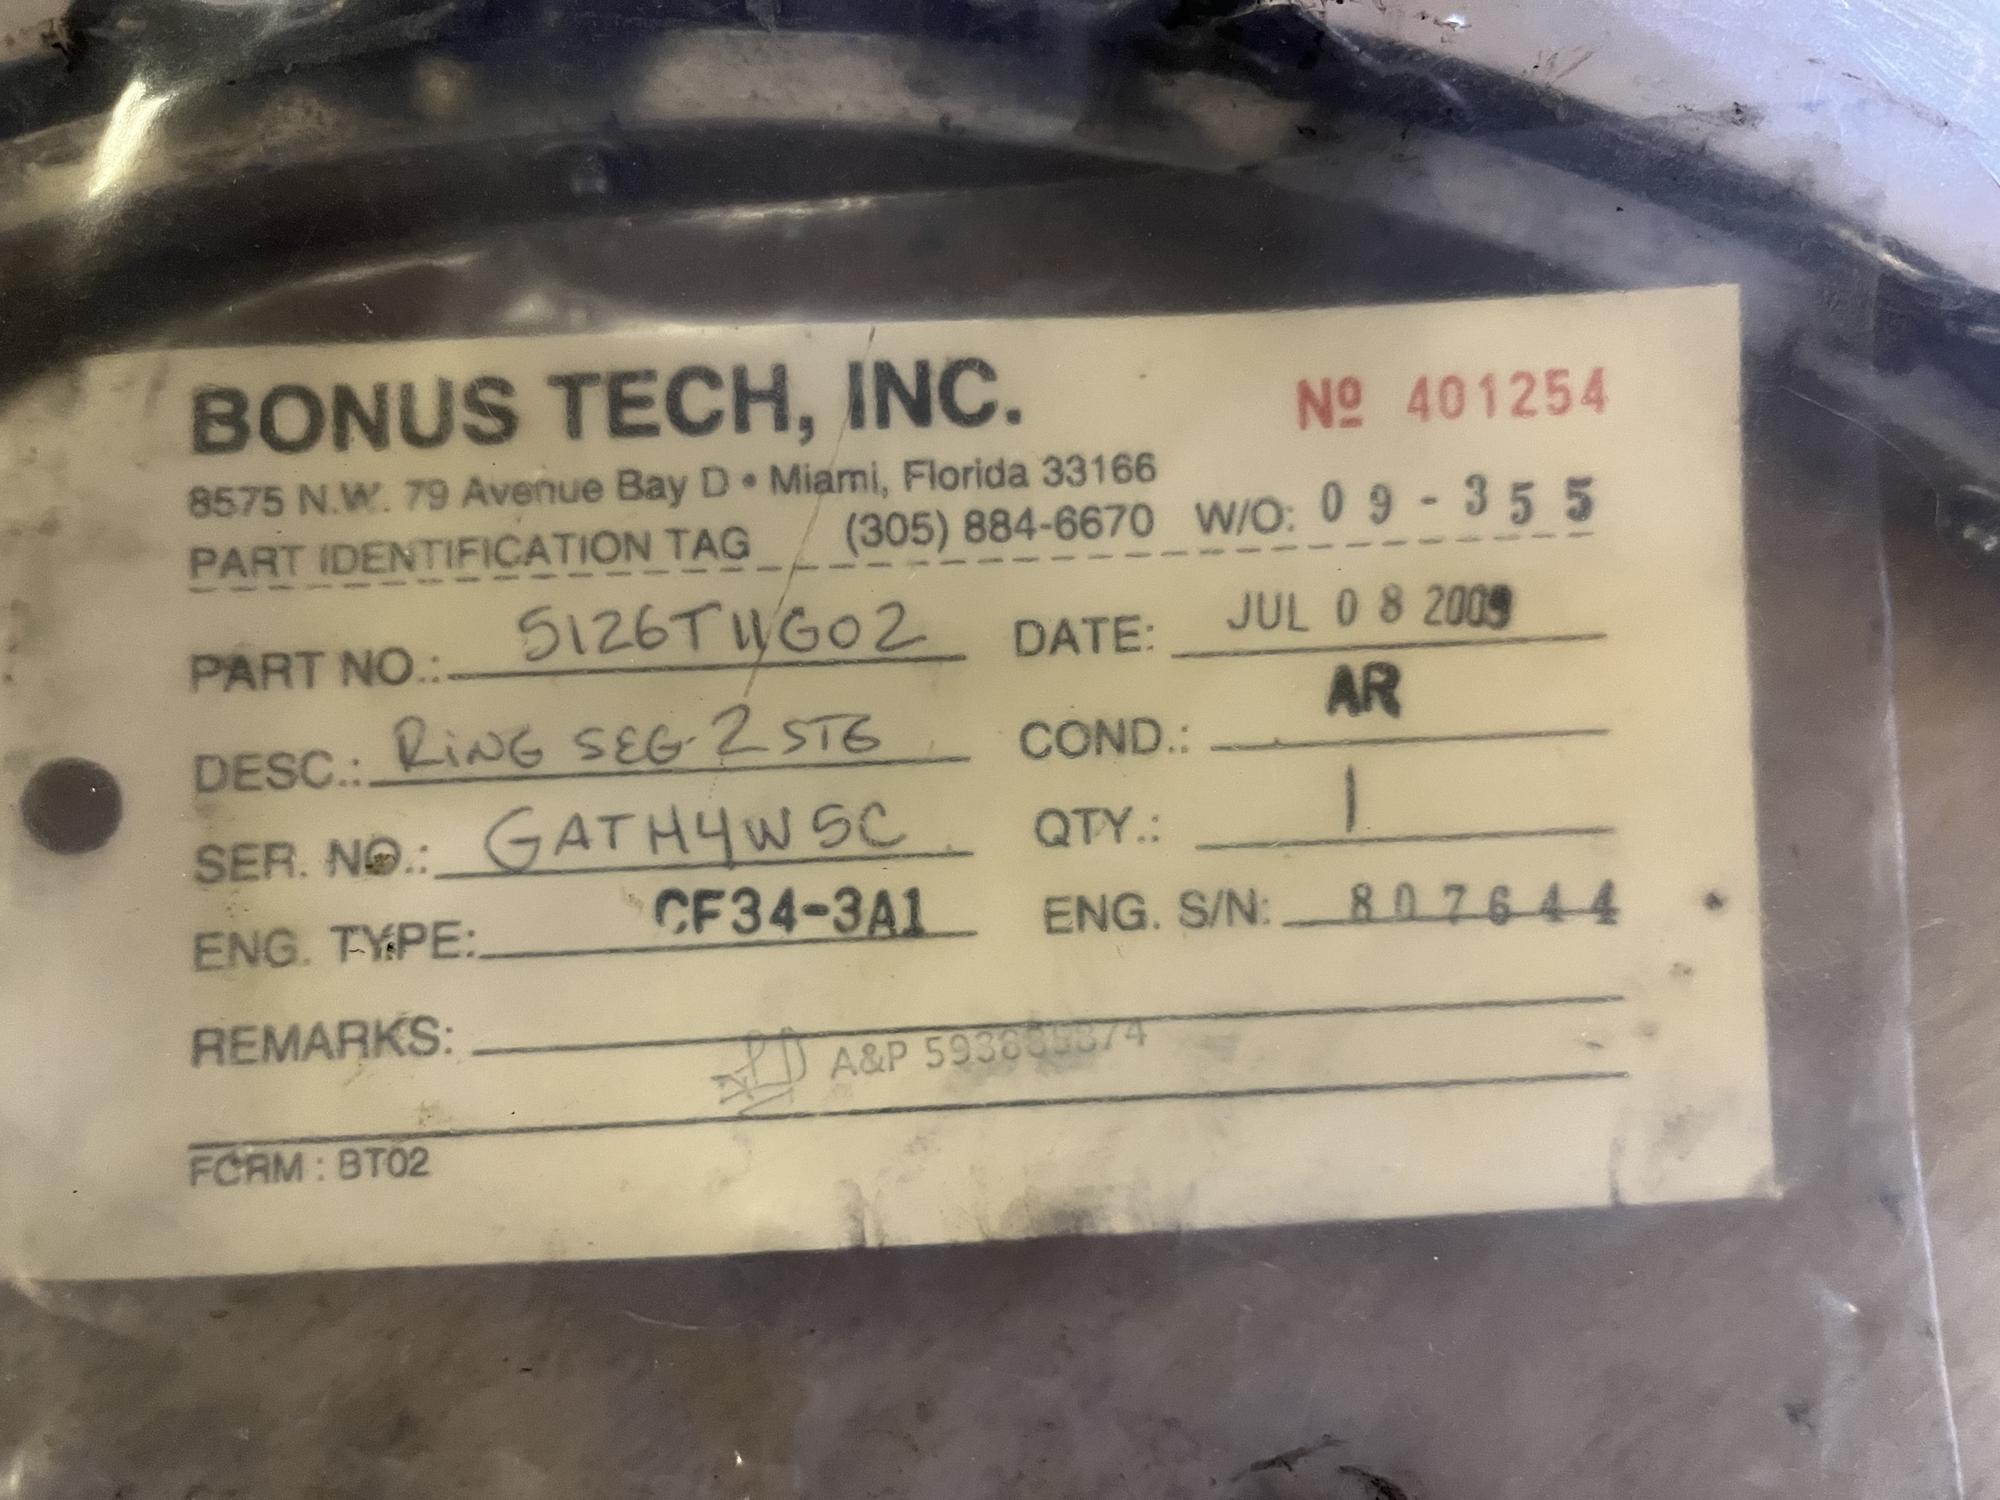 BONUS TECH, INC.
Nº 401254
8575 N.W. 79 Avenue Bay D • Miami, Florida 33166
PART IDENTIFICATION TAG (305) 884-6670 W/O: 09-355
PART NO.: 5126T11G02 DATE: JUL 08 2009
DESC.: RING SEG-2 STG COND.: AR
SER. NO.: GATH4W5C QTY.: 1
ENG. TYPE: CF34-3A1 ENG. S/N: 807644
REMARKS:
A&P
FORM : BT02